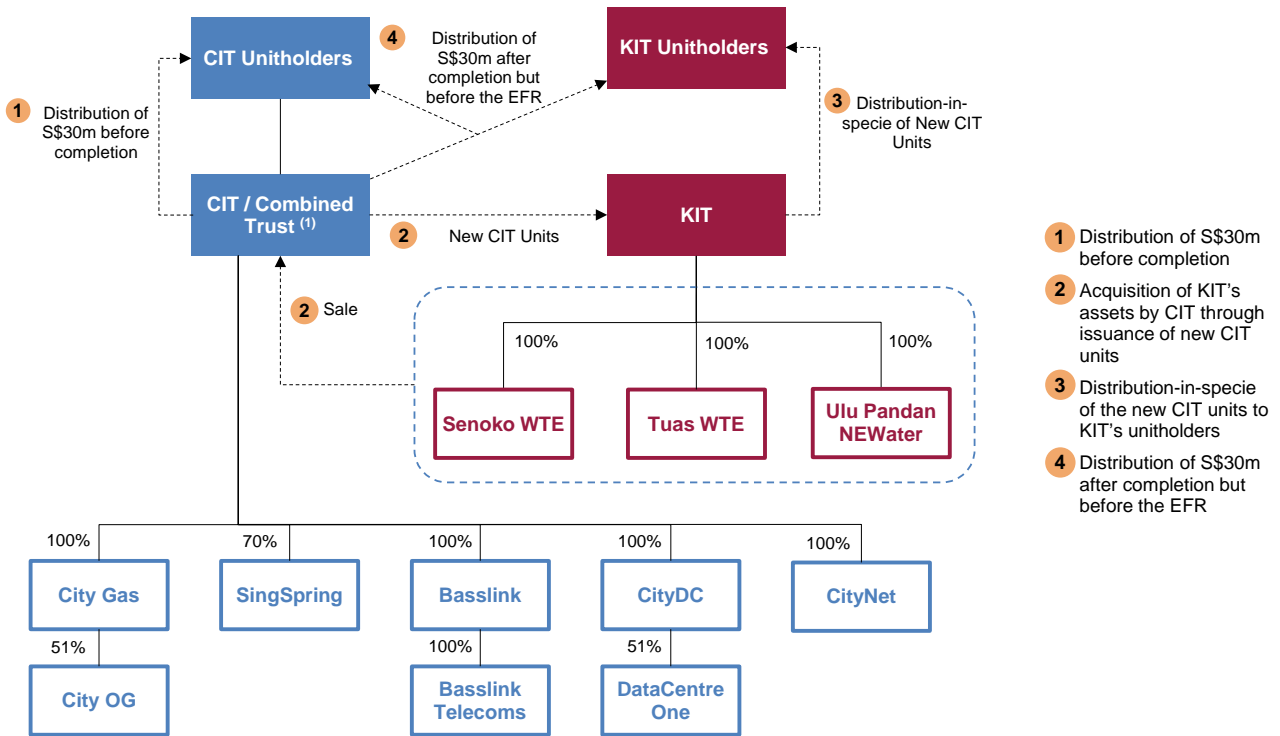 CIT Unitholders
4
Distribution of
S$30m after
completion but
before the EFR
KIT Unitholders
1
Distribution of
S$30m before
completion
3
Distribution-in-
specie of New CIT
Units
CIT / Combined
Trust (1)
2
New CIT Units
KIT
2
Sale
100%
100%
100%
Senoko WTE
Tuas WTE
Ulu Pandan
NEWater
1
Distribution of S$30m
before completion
2
Acquisition of KIT’s
assets by CIT through
issuance of new CIT
units
3
Distribution-in-specie
of the new CIT units to
KIT’s unitholders
4
Distribution of S$30m
after completion but
before the EFR
100%
70%
100%
100%
100%
City Gas
SingSpring
Basslink
CityDC
CityNet
51%
100%
51%
City OG
Basslink
Telecoms
DataCentre
One